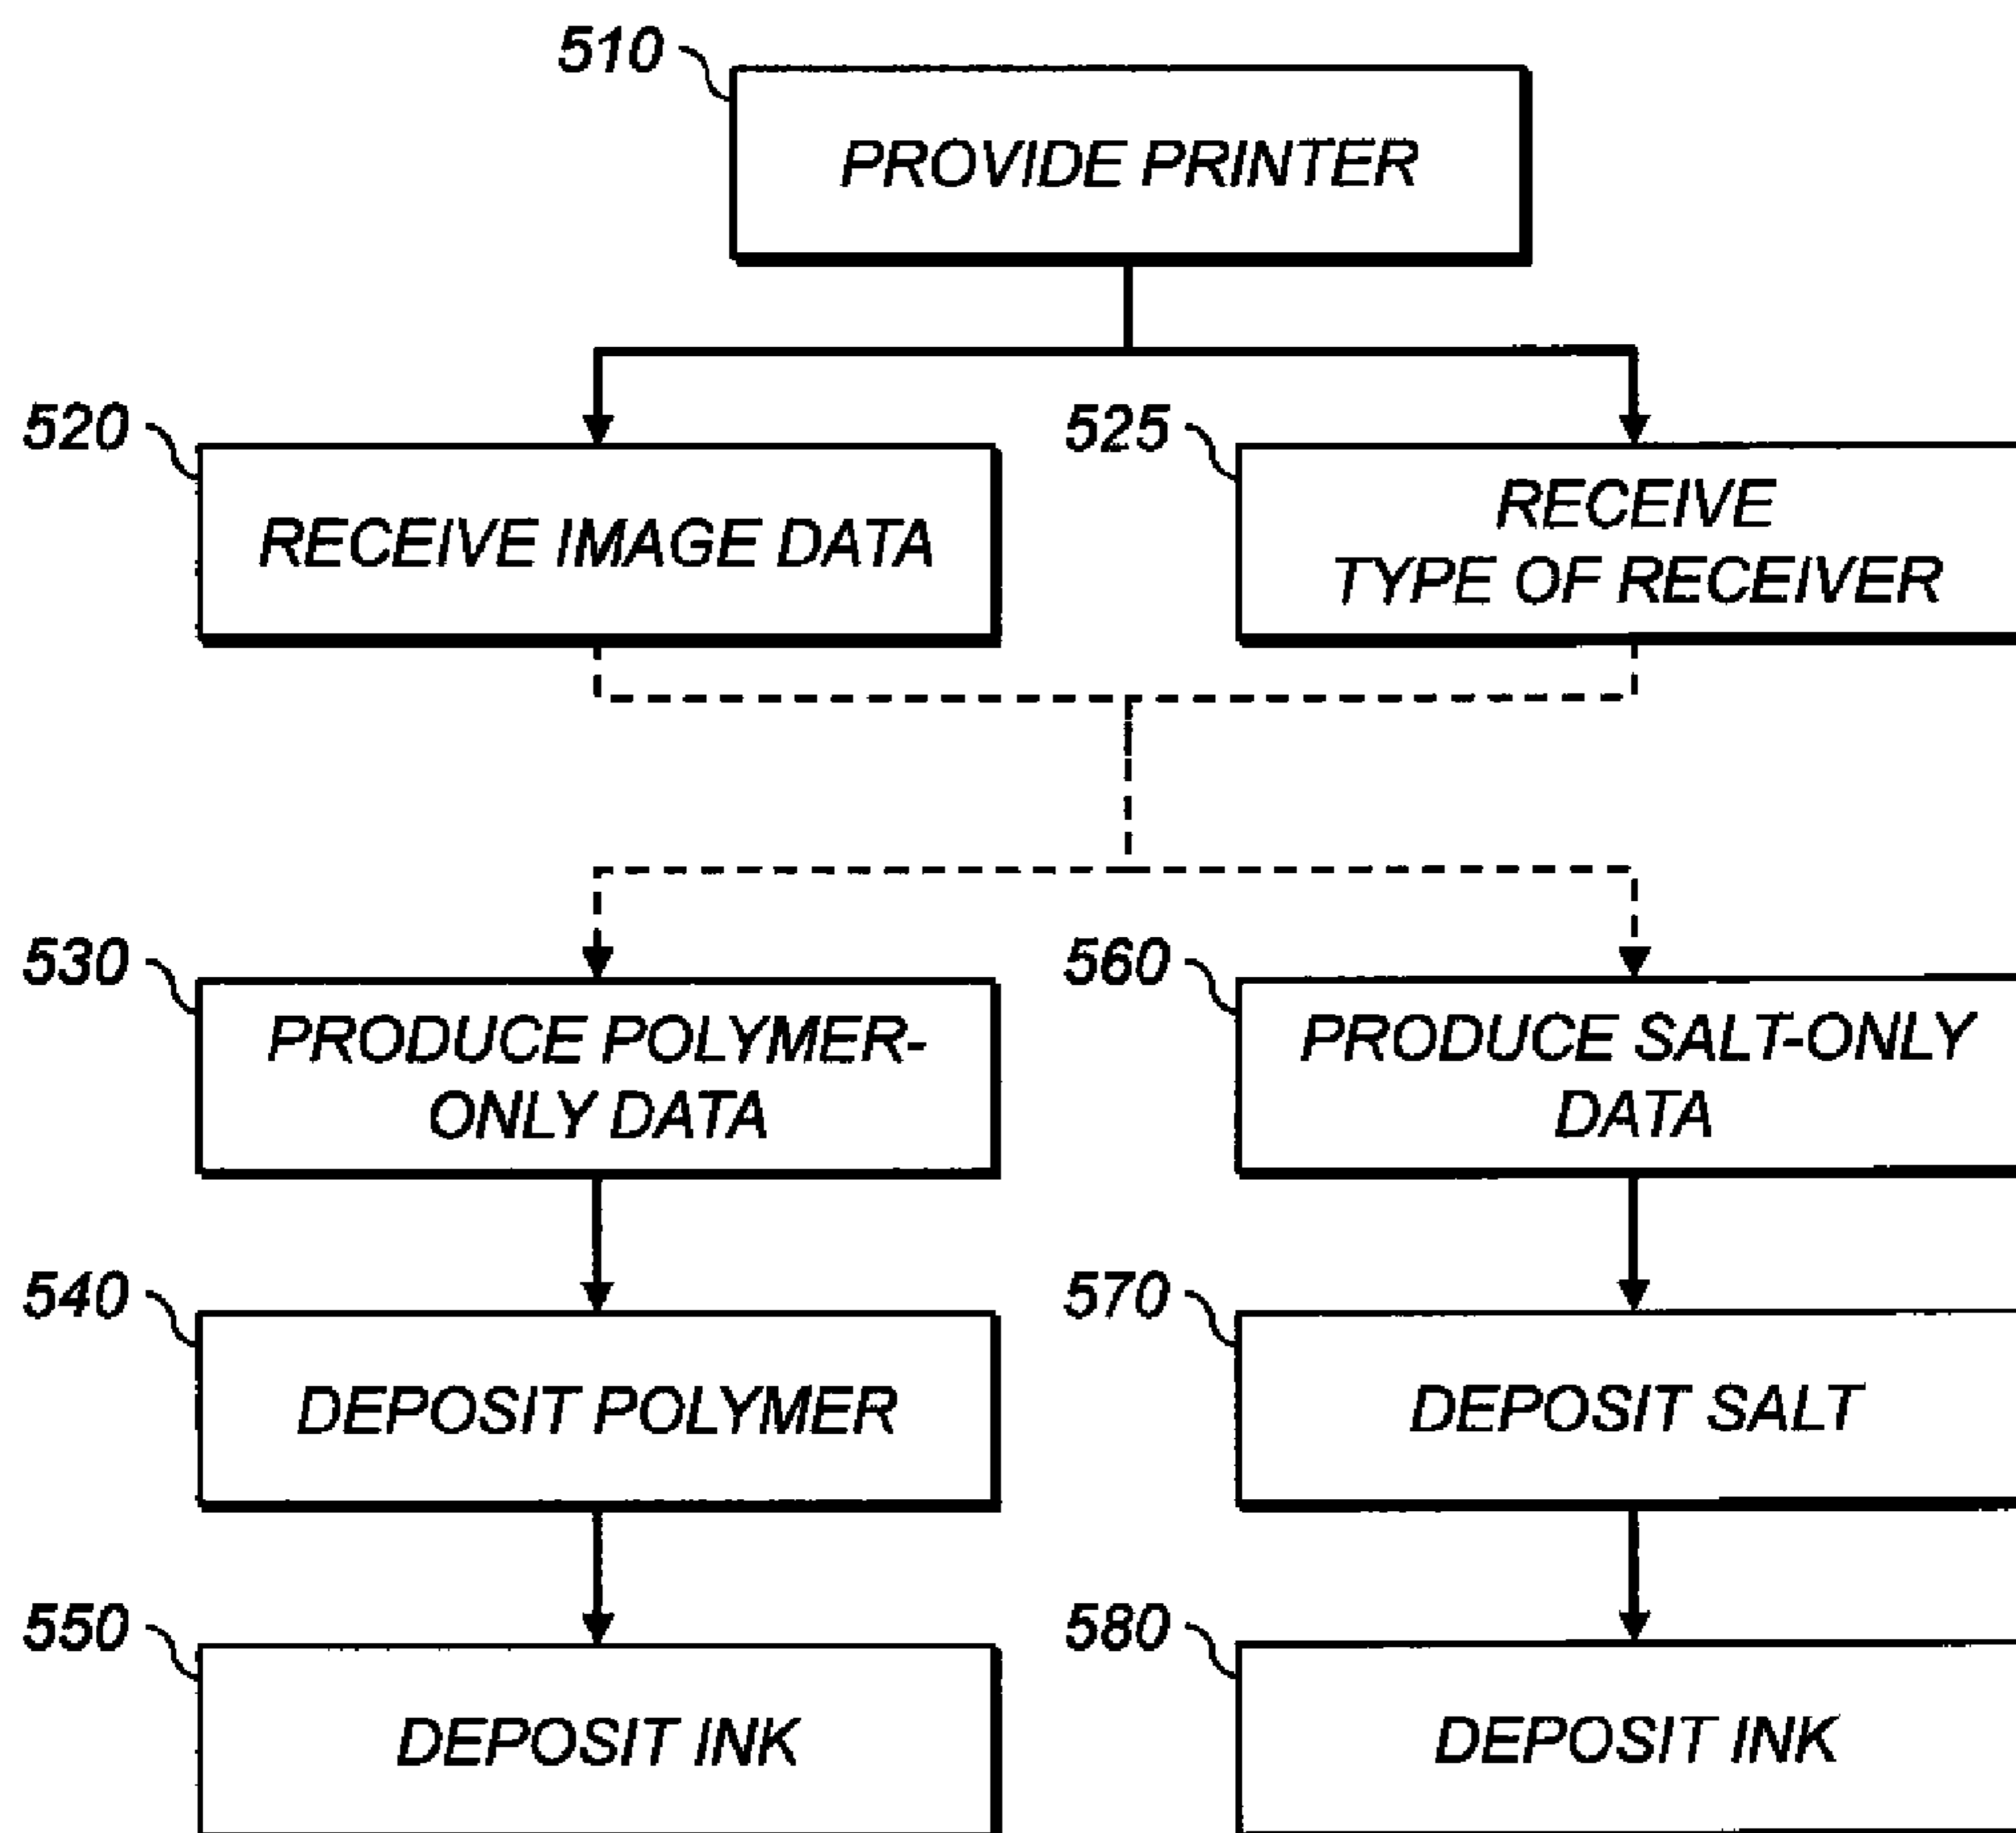 510
PROVIDE PRINTER
520
RECEIVE IMAGE DATA
525
RECEIVE
TYPE OF RECEIVER
530
PRODUCE POLYMER-
ONLY DATA
560
PRODUCE SALT-ONLY
DATA
540
DEPOSIT POLYMER
570
DEPOSIT SALT
550
DEPOSIT INK
580
DEPOSIT INK